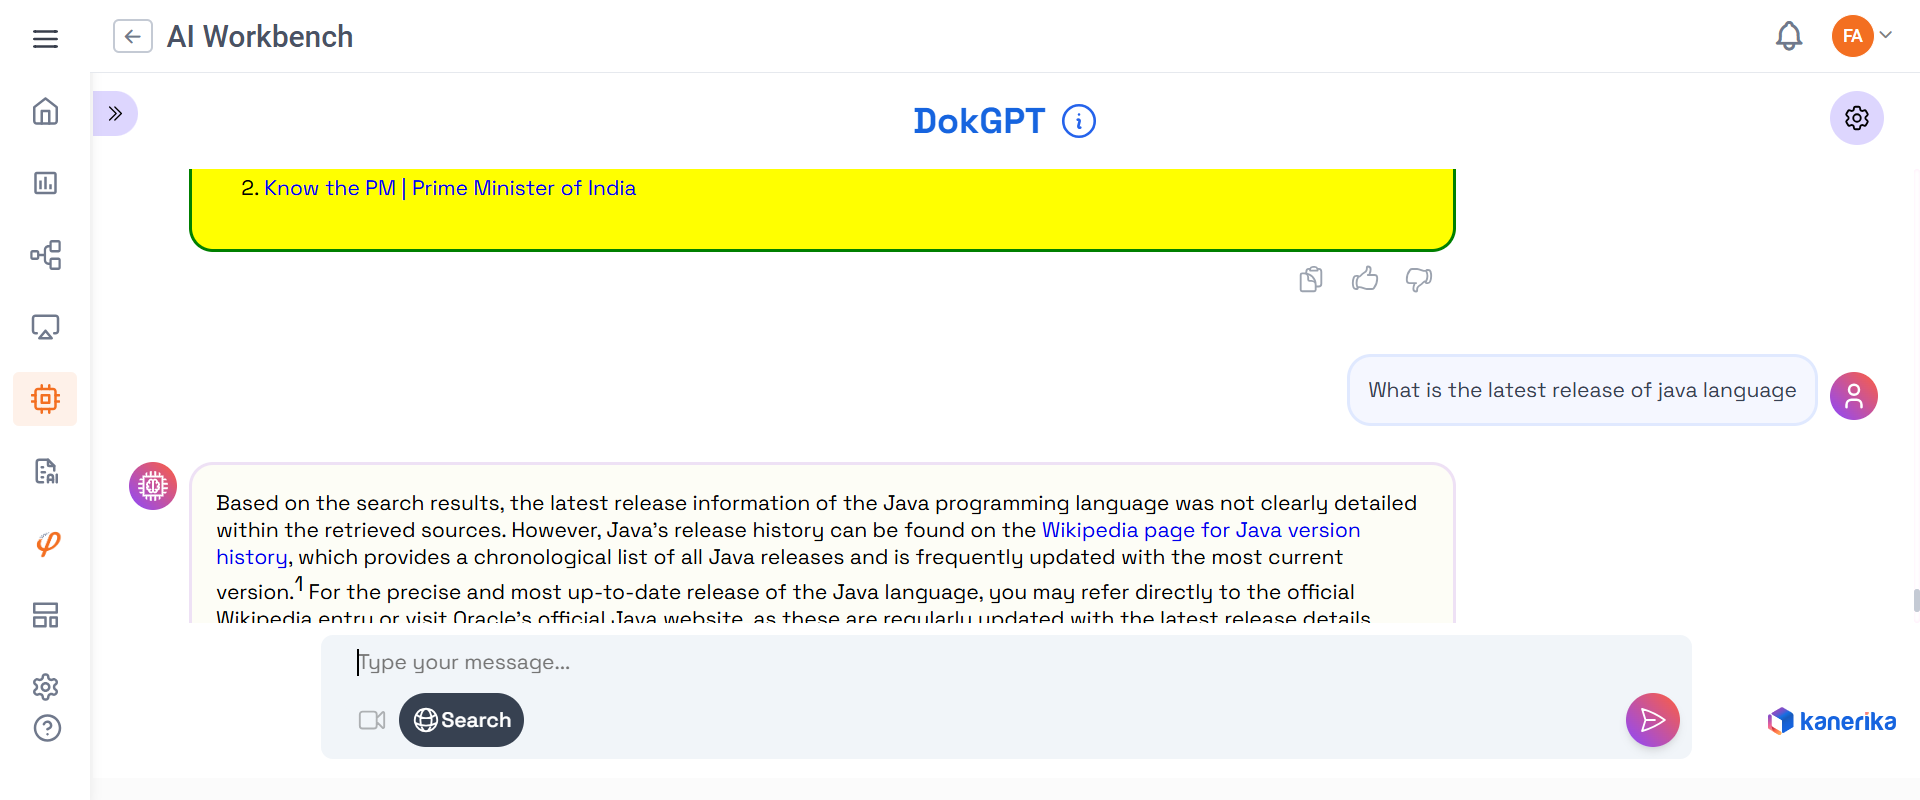 AI Workbench
FA
DokGPT
2. Know the PM | Prime Minister of India
What is the latest release of java language
Based on the search results, the latest release information of the Java programming language was not clearly detailed
within the retrieved sources. However, Java's release history can be found on the Wikipedia page for Java version
history, which provides a chronological list of all Java releases and is frequently updated with the most current
version.1 For the precise and most up-to-date release of the Java language, you may refer directly to the official
Wikipedia entry or visit Oracle's official Java website, as these are regularly updated with the latest release details
Type your message...
Search
kanerika
AI